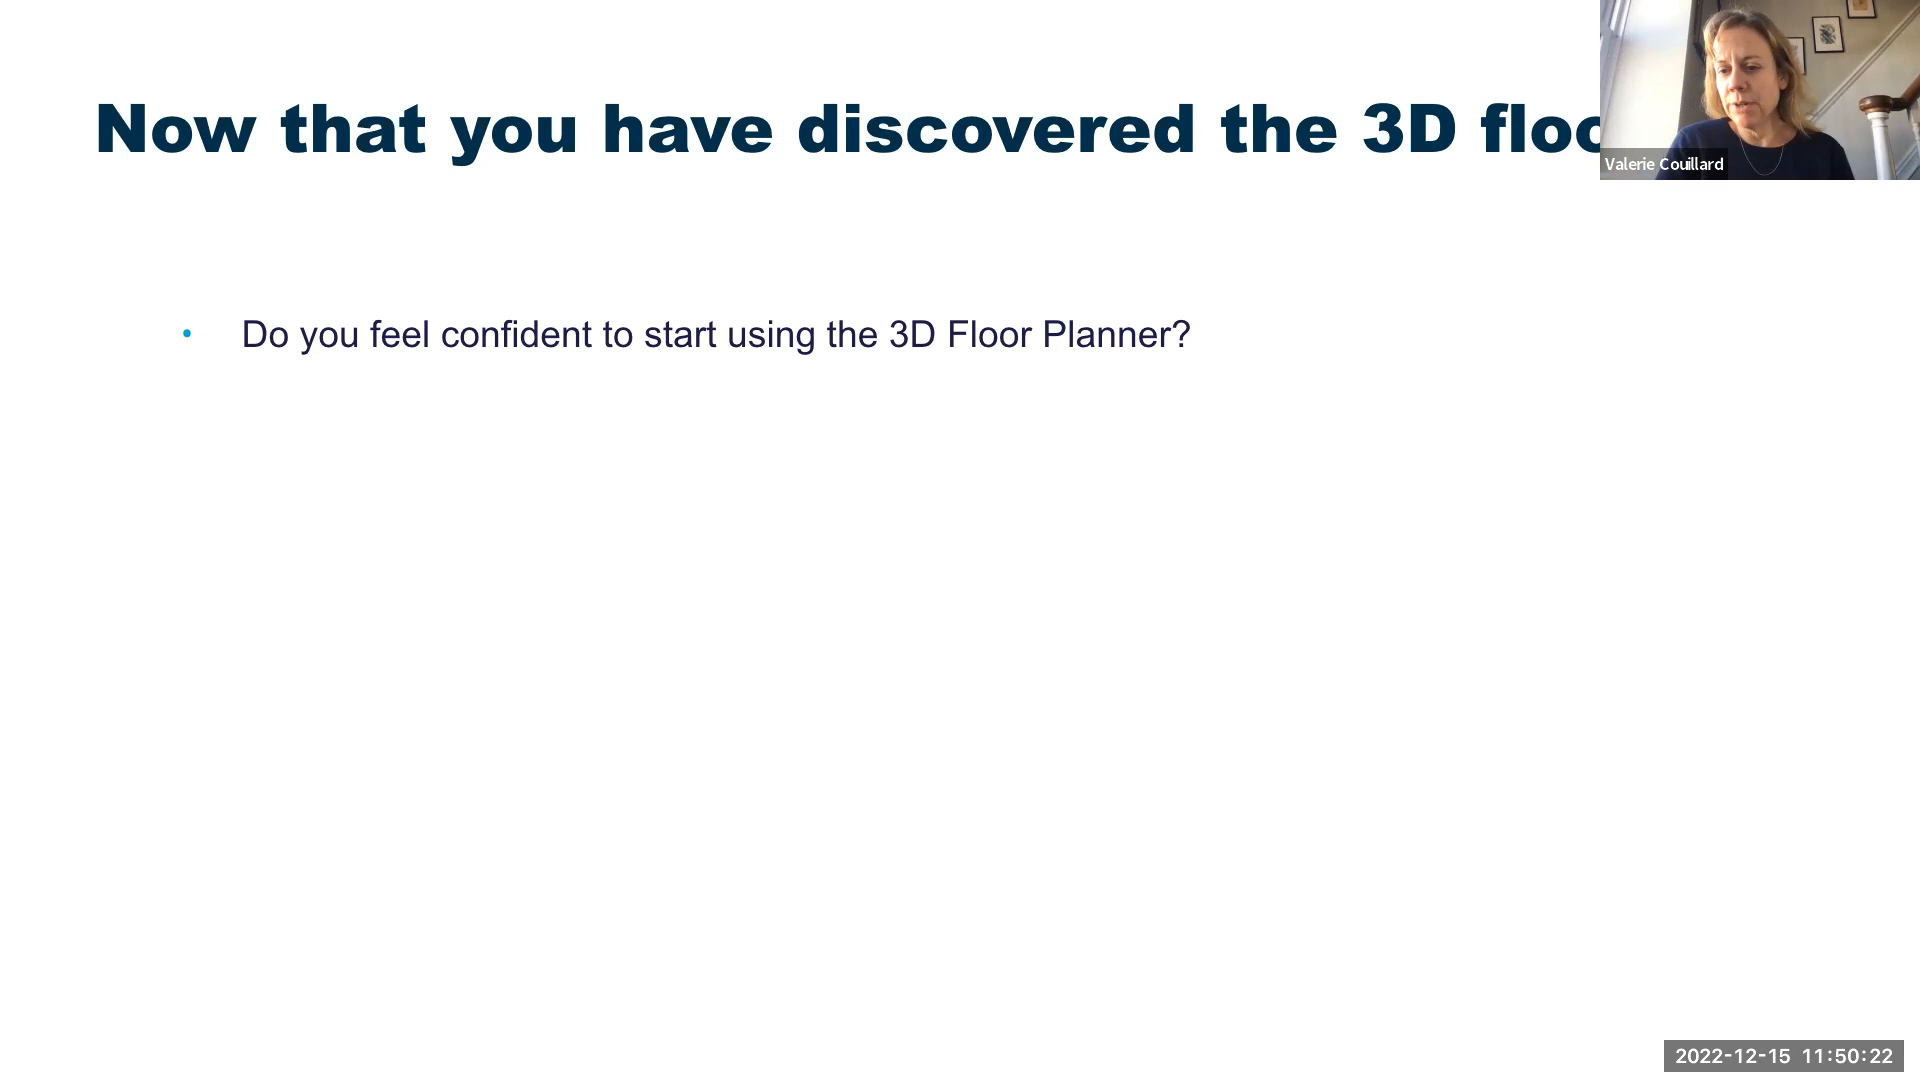 Now that you have discovered the 3D
Valerie Couillard
• Do you feel confident to start using the 3D Floor Planner?
2022-12-15 11:50:22